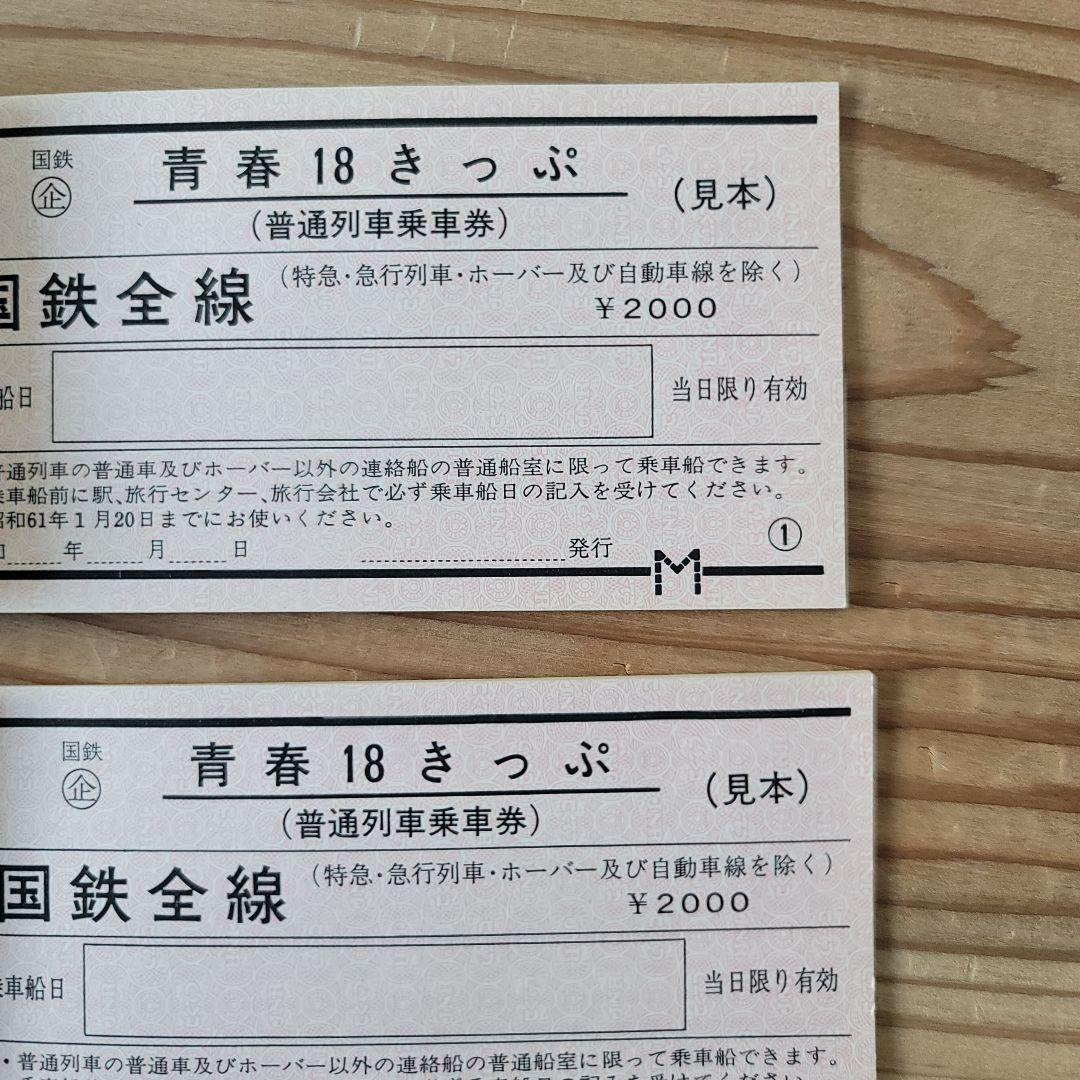 国鉄
企
青春18きっぷ
(見本)
(普通列車乗車券)
国鉄全線
(特急・急行列車・ホーバー及び自動車線を除く)
￥2000
船日
当日限り有効
普通列車の普通車及びホーバー以外の連絡船の普通船室に限って乗車船できます。
乗車船前に駅、旅行センター、旅行会社で必ず乗車船日の記入を受けてください。
昭和61年1月20日までにお使いください。
年 月 日 発行
①
M
国鉄
企
青春18きっぷ
(見本)
(普通列車乗車券)
国鉄全線
(特急・急行列車・ホーバー及び自動車線を除く)
￥2000
乗車船日
当日限り有効
・普通列車の普通車及びホーバー以外の連絡船の普通船室に限って乗車船できます。